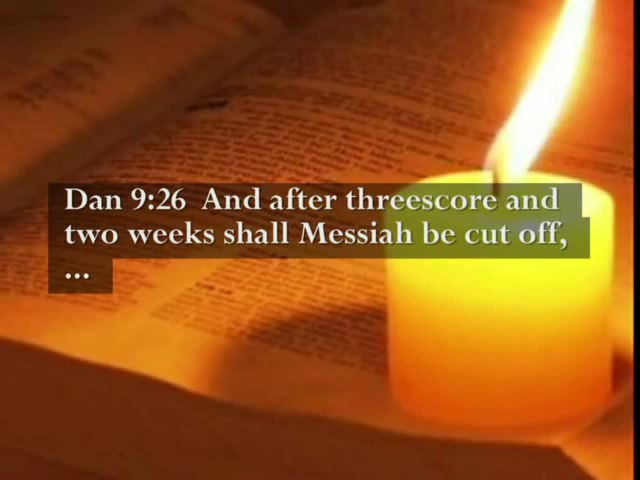 Dan 9:26  And after threescore and
two weeks shall Messiah be cut off,
...